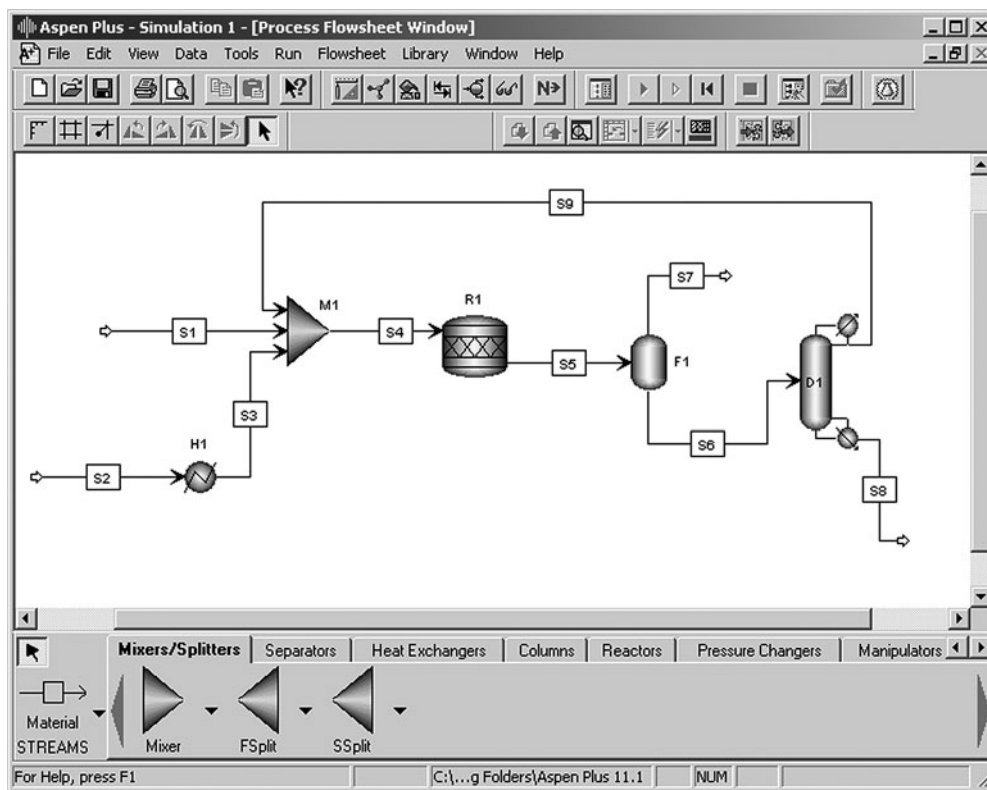 Aspen Plus - Simulation 1 - [Process Flowsheet Window]
File Edit View Data Tools Run Flowsheet Library Window Help
N>
S9
S7
M1
R1
S1
S4
S5
F1
D1
S3
S6
H1
S2
S8
Mixers/Splitters Separators Heat Exchangers Columns Reactors Pressure Changers Manipulators
Material
STREAMS
Mixer FSplit SSplit
For Help, press F1 C:\...g Folders\Aspen Plus 11.1 NUM